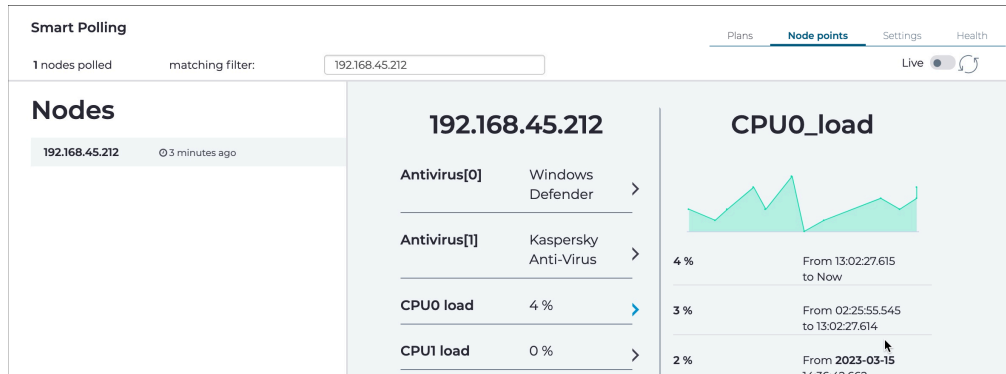 Smart Polling
Plans Node points Settings Health
1 nodes polled matching filter: 192.168.45.212 Live
Nodes
192.168.45.212 3 minutes ago
192.168.45.212
Antivirus[0] Windows
Defender
Antivirus[1] Kaspersky
Anti-Virus
CPU0 load 4 %
CPU1 load 0 %
CPU0_load
4 % From 13:02:27.615
to Now
3 % From 02:25:55.545
to 13:02:27.614
2 % From 2023-03-15